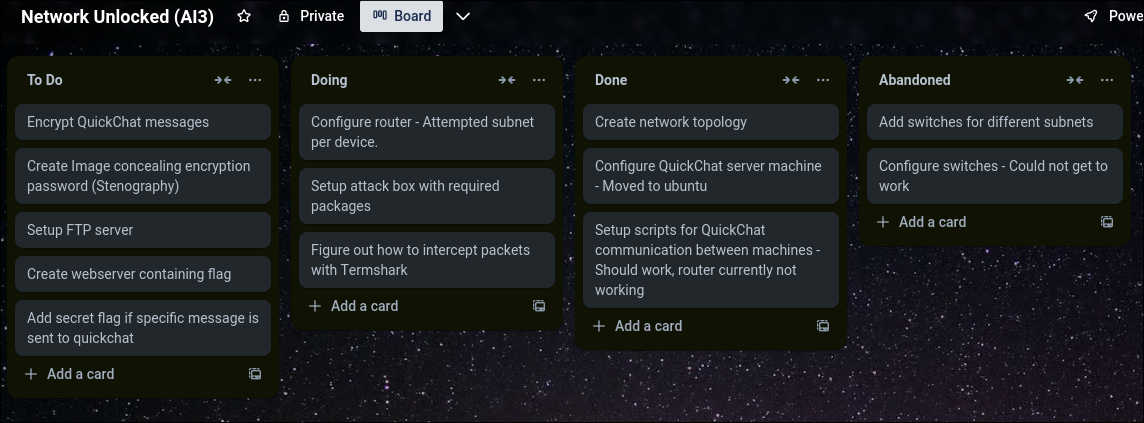 Network Unlocked (AI3)
Private
Board
Powe
To Do
Encrypt QuickChat messages
Create Image concealing encryption
password (Stenography)
Setup FTP server
Create webserver containing flag
Add secret flag if specific message is
sent to quickchat
Add a card
Doing
Configure router - Attempted subnet
per device.
Setup attack box with required
packages
Figure out how to intercept packets
with Termshark
Add a card
Done
Create network topology
Configure QuickChat server machine
- Moved to ubuntu
Setup scripts for QuickChat
communication between machines -
Should work, router currently not
working
Add a card
Abandoned
Add switches for different subnets
Configure switches - Could not get to
work
Add a card